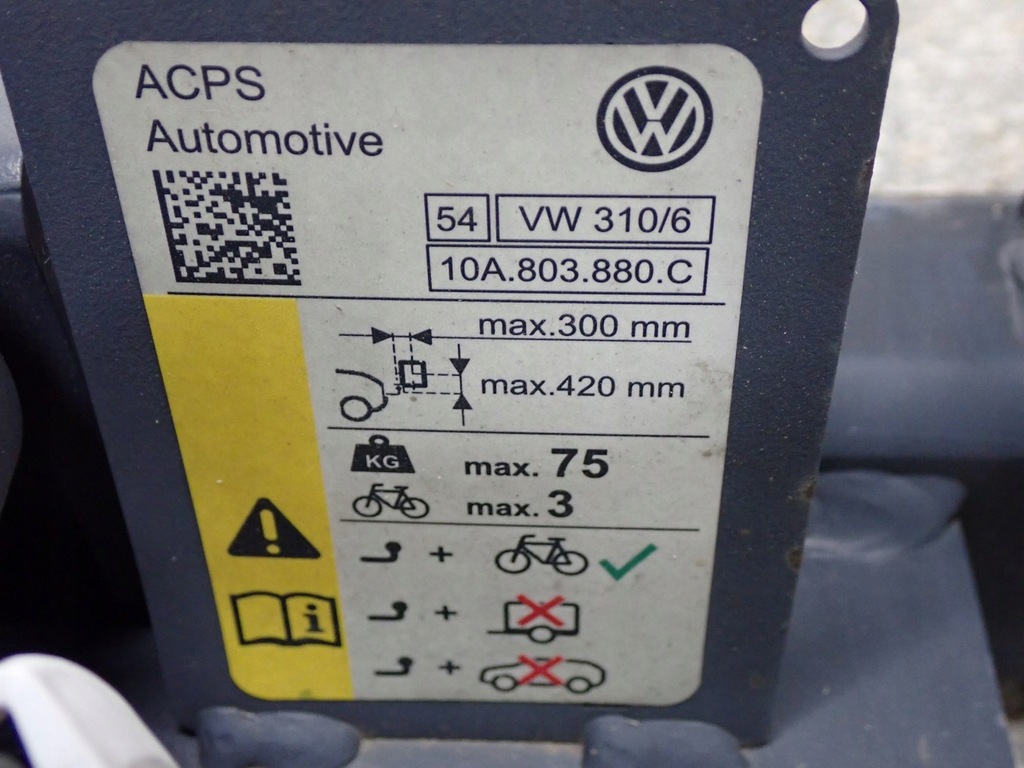 ACPS
Automotive
54 VW 310/6
10A.803.880.C
max.300 mm
max.420 mm
KG max. 75
max. 3
+
i +
+